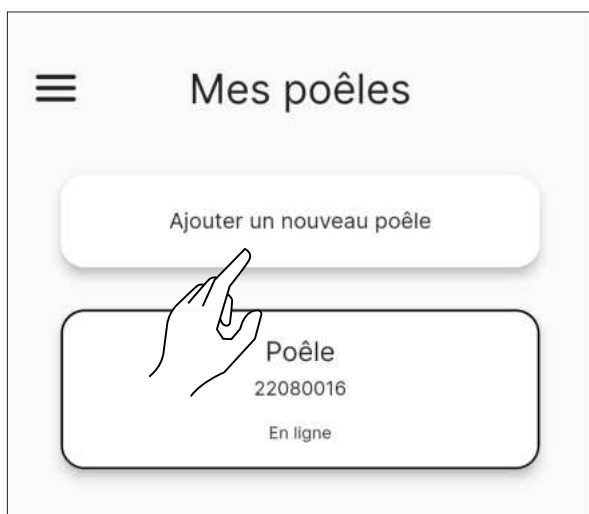 Mes poêles
Ajouter un nouveau poêle
Poêle
22080016
En ligne